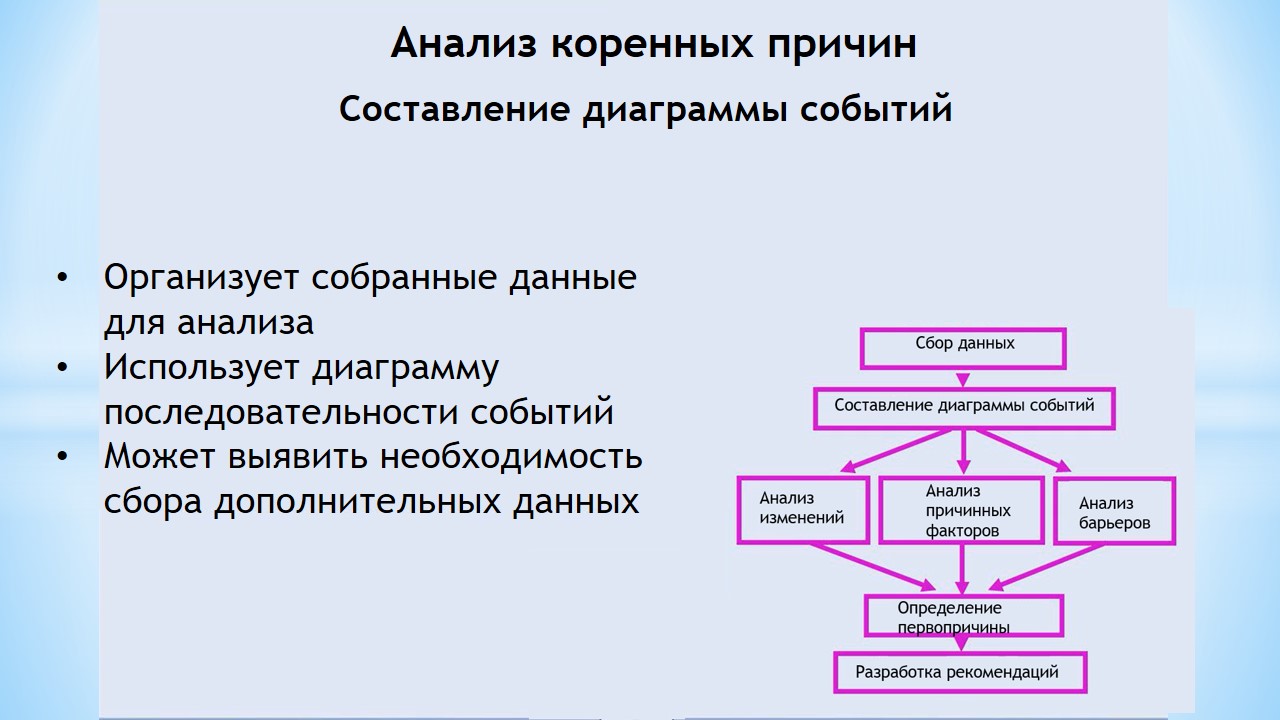 Анализ коренных причин
Составление диаграммы событий
• Организует собранные данные
для анализа
• Использует диаграмму
последовательности событий
• Может выявить необходимость
сбора дополнительных данных
Сбор данных
Составление диаграммы событий
Анализ
изменений
Анализ
причинных
факторов
Анализ
барьеров
Определение
первопричины
Разработка рекомендаций